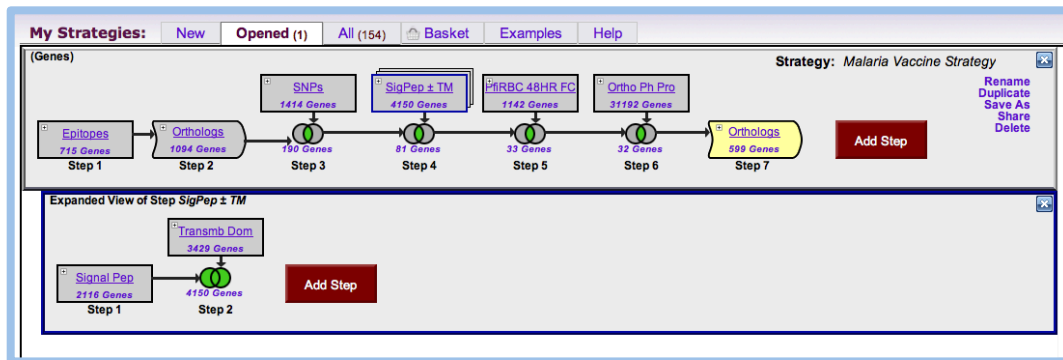 My Strategies: New Opened (1) All (154) Basket Examples Help
(Genes) Strategy: Malaria Vaccine Strategy
Rename
Duplicate
Save As
Share
Delete
SNPs SigPep ± TM PfiRBC 48HR FC Ortho Ph Pro
1414 Genes 4150 Genes 1142 Genes 31192 Genes
Epitopes Orthologs Orthologs
715 Genes 1094 Genes 190 Genes 81 Genes 33 Genes 32 Genes 599 Genes
Add Step
Step 1 Step 2 Step 3 Step 4 Step 5 Step 6 Step 7
Expanded View of Step SigPep ± TM
Transmb Dom
3429 Genes
Signal Pep
2116 Genes 4150 Genes
Add Step
Step 1 Step 2